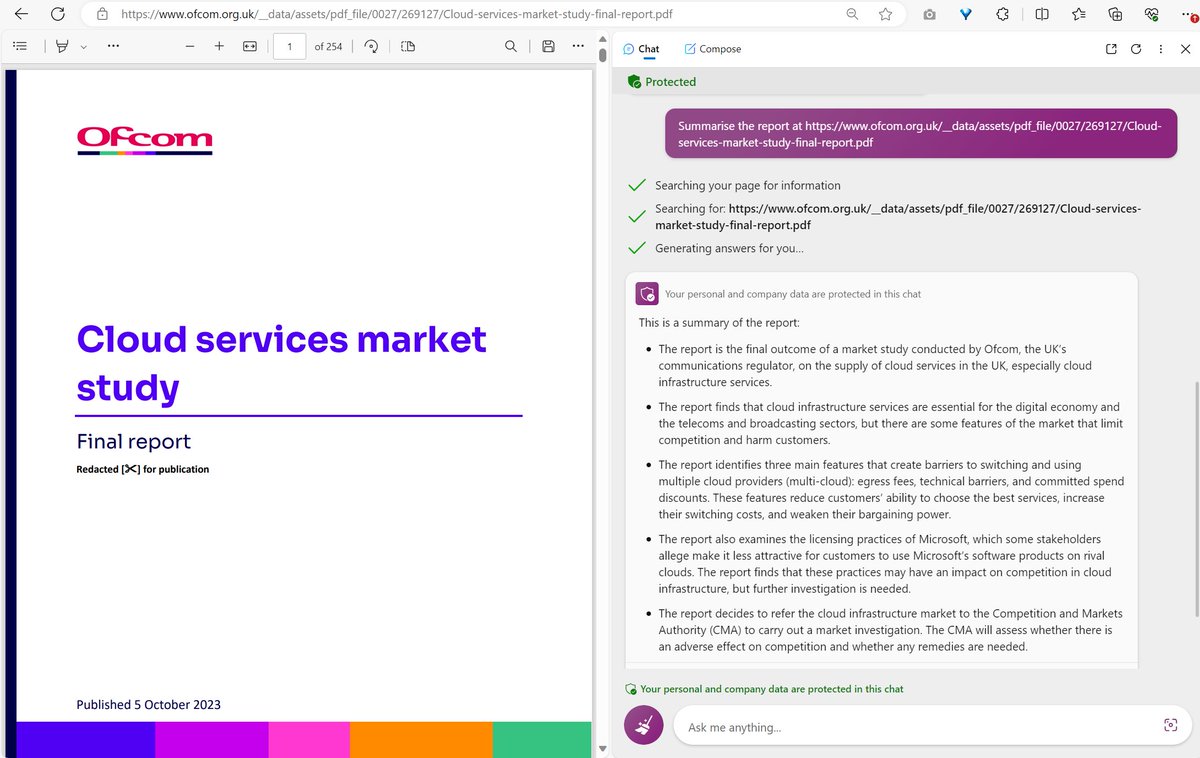 https://www.ofcom.org.uk/__data/assets/pdf_file/0027/269127/Cloud-services-market-study-final-report.pdf
1 of 254
Ofcom
Cloud services market
study
Final report
Redacted [✂] for publication
Published 5 October 2023
Chat Compose
Protected
Summarise the report at https://www.ofcom.org.uk/__data/assets/pdf_file/0027/269127/Cloud-
services-market-study-final-report.pdf
Searching your page for information
Searching for: https://www.ofcom.org.uk/__data/assets/pdf_file/0027/269127/Cloud-services-
market-study-final-report.pdf
Generating answers for you...
Your personal and company data are protected in this chat
This is a summary of the report:
• The report is the final outcome of a market study conducted by Ofcom, the UK's
communications regulator, on the supply of cloud services in the UK, especially cloud
infrastructure services.
• The report finds that cloud infrastructure services are essential for the digital economy and
the telecoms and broadcasting sectors, but there are some features of the market that limit
competition and harm customers.
• The report identifies three main features that create barriers to switching and using
multiple cloud providers (multi-cloud): egress fees, technical barriers, and committed spend
discounts. These features reduce customers' ability to choose the best services, increase
their switching costs, and weaken their bargaining power.
• The report also examines the licensing practices of Microsoft, which some stakeholders
allege make it less attractive for customers to use Microsoft's software products on rival
clouds. The report finds that these practices may have an impact on competition in cloud
infrastructure, but further investigation is needed.
• The report decides to refer the cloud infrastructure market to the Competition and Markets
Authority (CMA) to carry out a market investigation. The CMA will assess whether there is
an adverse effect on competition and whether any remedies are needed.
Your personal and company data are protected in this chat
Ask me anything...